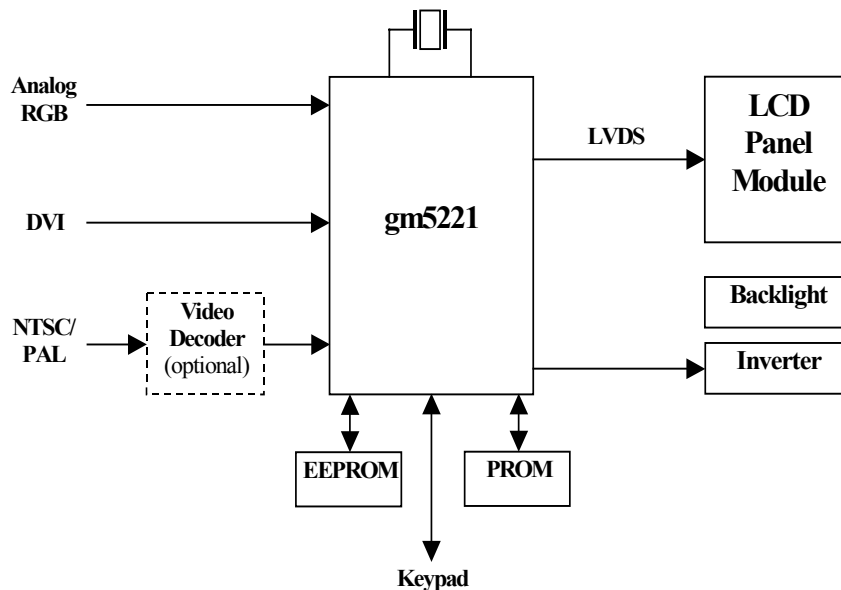 Analog
RGB
DVI
NTSC/
PAL
Video
Decoder
(optional)
gm5221
LVDS
LCD
Panel
Module
Backlight
Inverter
EEPROM
PROM
Keypad